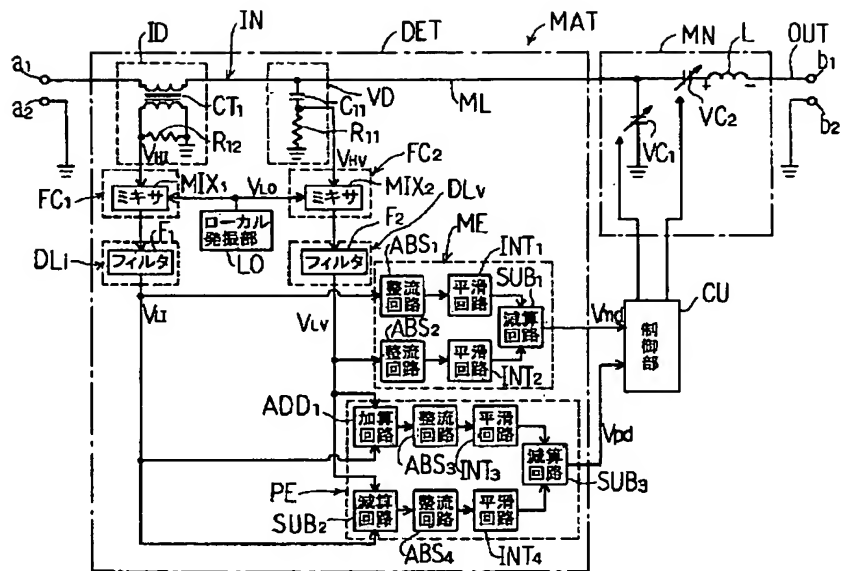 ID
IN
DET
MAT
MN
L
OUT
a1
a2
CT1
R12
VHI
VD
C11
R11
VHV
ML
VC1
VC2
b1
b2
FC1
MIX1
ミキサ
VLO
ローカル
発振部
LO
FC2
MIX2
ミキサ
DLi
F1
フィルタ
F2
フィルタ
DLv
VLI
VLV
ME
ABS1
整流
回路
INT1
平滑
回路
SUB1
減算
回路
ABS2
整流
回路
平滑
回路
INT2
Vmd
CU
制
御
部
ADD1
加算
回路
整流
回路
ABS3
平滑
回路
INT3
減算
回路
SUB3
Vpd
PE
SUB2
減算
回路
整流
回路
ABS4
平滑
回路
INT4
+
-